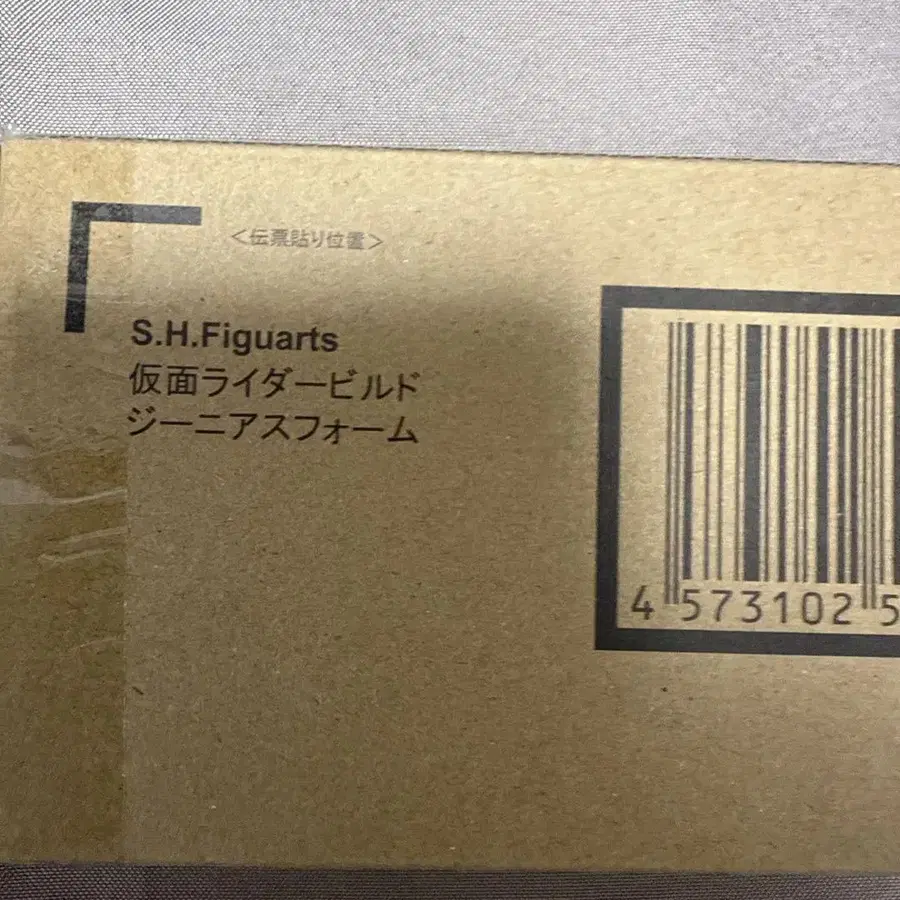 <伝票貼り位置>
S.H.Figuarts
仮面ライダービルド
ジーニアスフォーム
4 573102 5